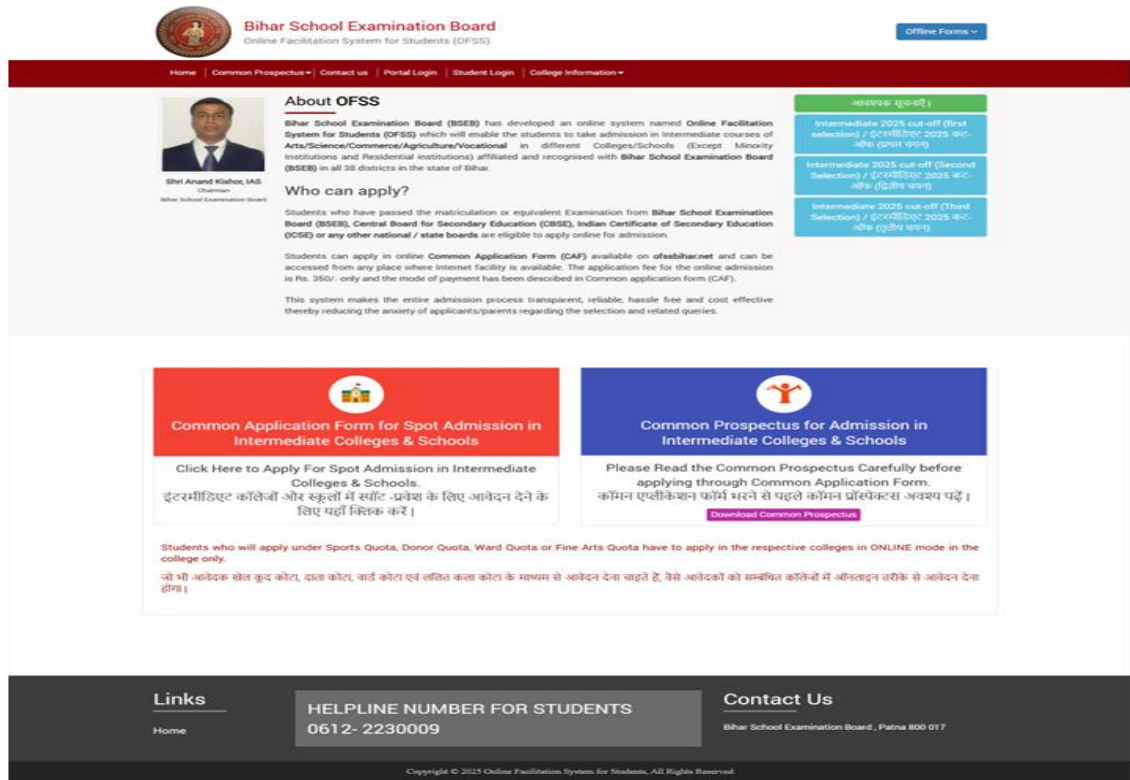 Bihar School Examination Board
Online Facilitation System for Students (OFSS)
Offline Forms
Home | Common Prospectus | Contact us | Portal Login | Student Login | College Information
Shri Anand Kishor, IAS
Chairman
Bihar School Examination Board
About OFSS
Bihar School Examination Board (BSEB) has developed an online system named Online Facilitation
System for Students (OFSS) which will enable the students to take admission in Intermediate courses of
Arts/Science/Commerce/Agriculture/Vocational in different Colleges/Schools (Except Minority
Institutions and Residential institutions) affiliated and recognised with Bihar School Examination Board
(BSEB) in all 38 districts in the state of Bihar.
Who can apply?
Students who have passed the matriculation or equivalent Examination from Bihar School Examination
Board (BSEB), Central Board for Secondary Education (CBSE), Indian Certificate of Secondary Education
(ICSE) or any other national / state boards are eligible to apply online for admission.
Students can apply in online Common Application Form (CAF) available on ofssbihar.net and can be
accessed from any place where internet facility is available. The application fee for the online admission
is Rs. 350/- only and the mode of payment has been described in Common application form (CAF).
This system makes the entire admission process transparent, reliable, hassle free and cost effective
thereby reducing the anxiety of applicants/parents regarding the selection and related queries.
आवश्यक सूचनाएँ |
Intermediate 2025 cut-off (first
selection) / इंटरमीडिएट 2025 कट-
ऑफ (प्रथम चयन)
Intermediate 2025 cut-off (Second
Selection) / इंटरमीडिएट 2025 कट-
ऑफ (द्वितीय चयन)
Intermediate 2025 cut-off (Third
Selection) / इंटरमीडिएट 2025 कट-
ऑफ (तृतीय चयन)
Common Application Form for Spot Admission in
Intermediate Colleges & Schools
Click Here to Apply For Spot Admission in Intermediate
Colleges & Schools.
इंटरमीडिएट कॉलेजों और स्कूलों में स्पॉट -प्रवेश के लिए आवेदन देने के
लिए यहाँ क्लिक करें |
Common Prospectus for Admission in
Intermediate Colleges & Schools
Please Read the Common Prospectus Carefully before
applying through Common Application Form.
कॉमन एप्लीकेशन फॉर्म भरने से पहले कॉमन प्रॉस्पेक्टस अवश्य पढ़ें |
Download Common Prospectus
Students who will apply under Sports Quota, Donor Quota, Ward Quota or Fine Arts Quota have to apply in the respective colleges in ONLINE mode in the
college only.
जो भी आवेदक खेल कूद कोटा, दाता कोटा, वार्ड कोटा एवं ललित कला कोटा के माध्यम से आवेदन देना चाहते हैं, वैसे आवेदकों को सम्बंधित कॉलेजों में ऑनलाइन तरीके से आवेदन देना
होगा |
Links
Home
HELPLINE NUMBER FOR STUDENTS
0612- 2230009
Contact Us
Bihar School Examination Board , Patna 800 017
Copyright © 2025 Online Facilitation System for Students, All Rights Reserved